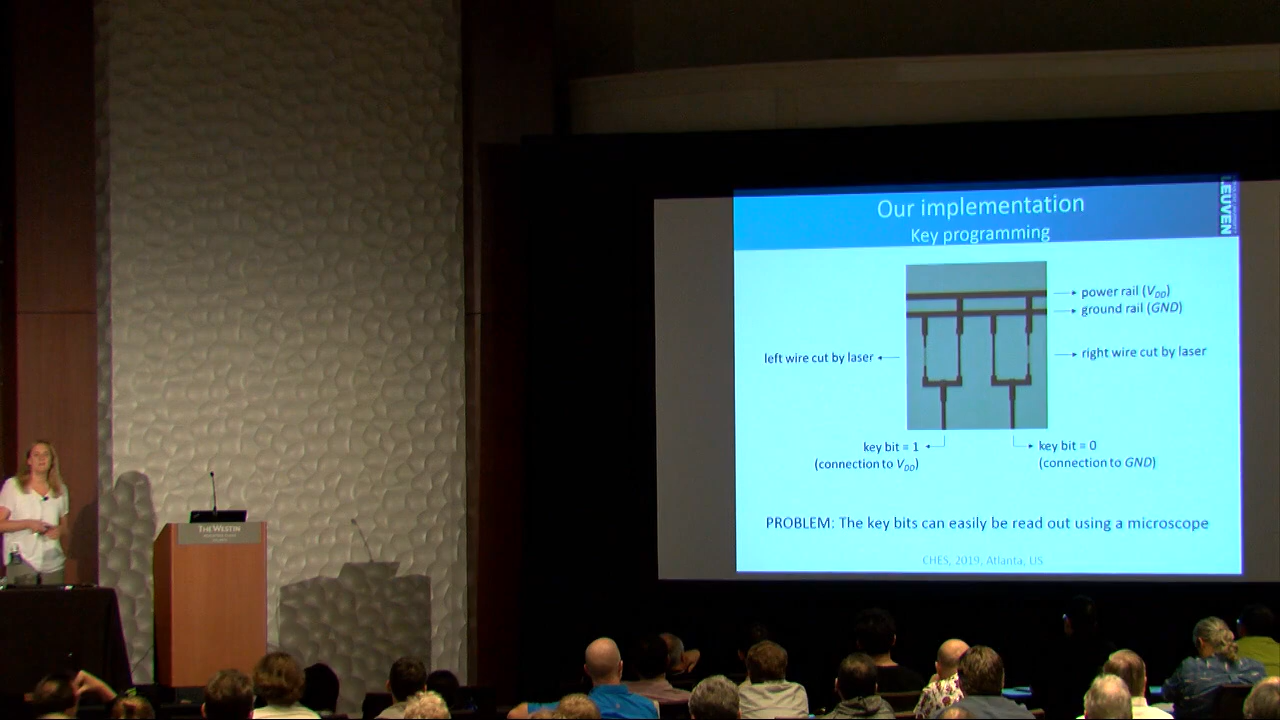 Our implementation
Key programming
LEUVEN
power rail (VDD)
ground rail (GND)
left wire cut by laser
right wire cut by laser
key bit = 1
(connection to VDD)
key bit = 0
(connection to GND)
PROBLEM: The key bits can easily be read out using a microscope
CHES, 2019, Atlanta, US
THE WESTIN